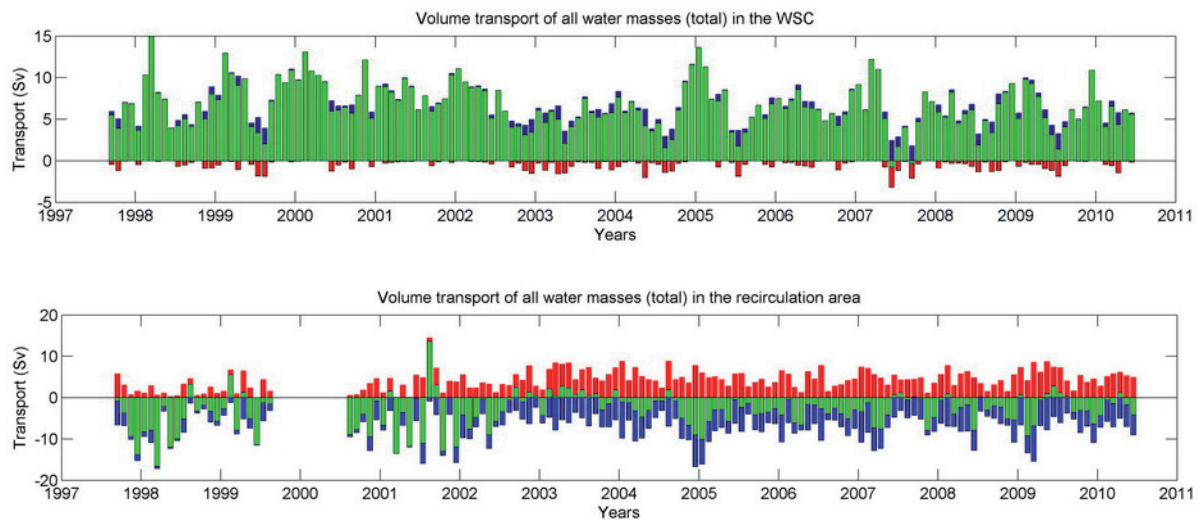 Volume transport of all water masses (total) in the WSC
15
10
5
0
-5
Transport (Sv)
1997 1998 1999 2000 2001 2002 2003 2004 2005 2006 2007 2008 2009 2010 2011
Years
Volume transport of all water masses (total) in the recirculation area
20
10
0
-10
-20
Transport (Sv)
1997 1998 1999 2000 2001 2002 2003 2004 2005 2006 2007 2008 2009 2010 2011
Years